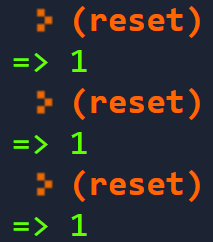 (reset)
=> 1
(reset)
=> 1
(reset)
=> 1